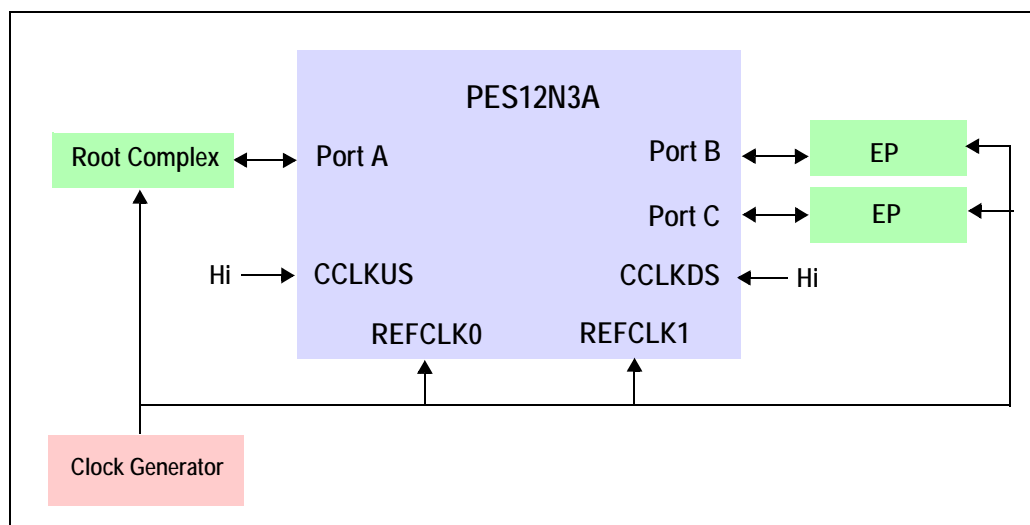 PES12N3A
Root Complex
Port A
Port B
EP
Port C
EP
Hi
CCLKUS
CCLKDS
Hi
REFCLK0
REFCLK1
Clock Generator